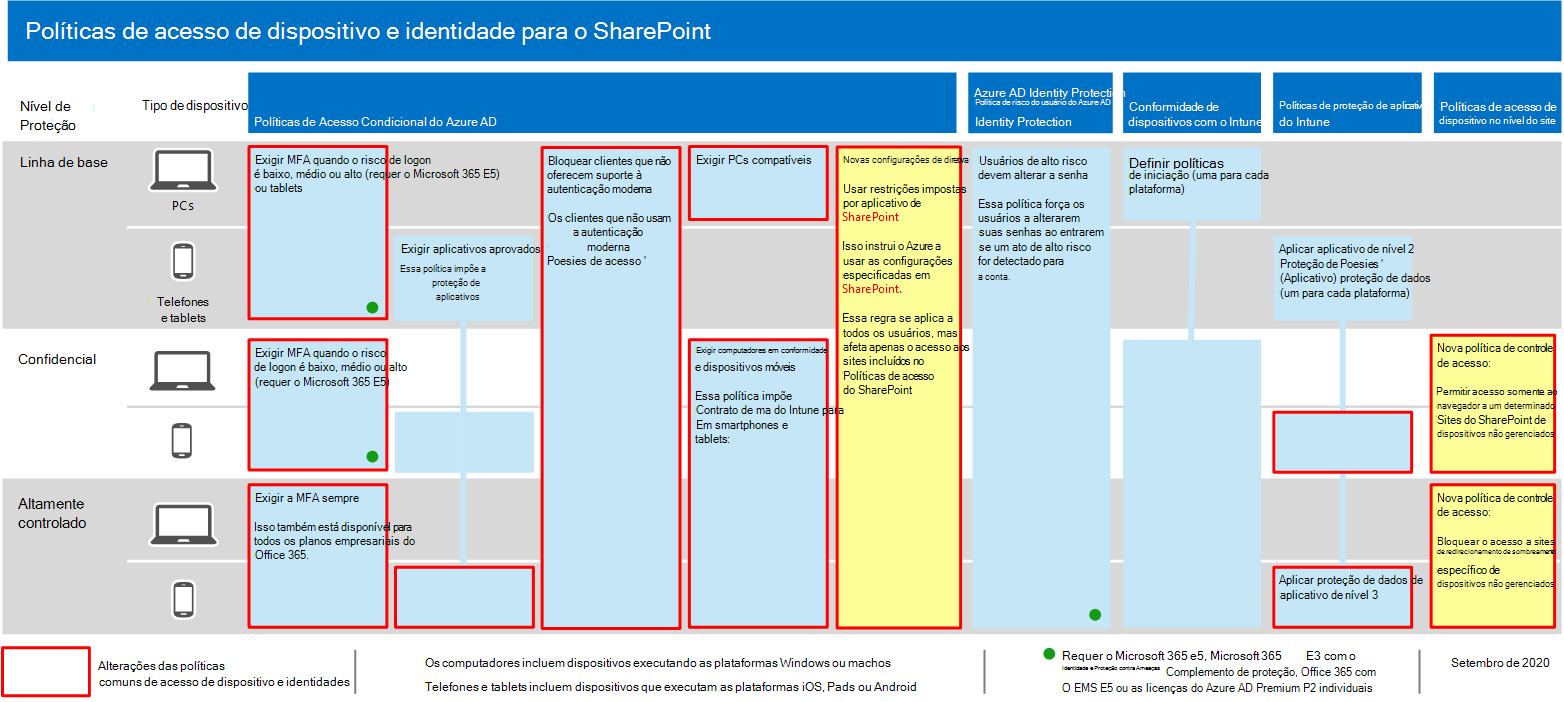 Políticas de acesso de dispositivo e identidade para o SharePoint
Nível de
Proteção
Tipo de dispositivo
Políticas de Acesso Condicional do Azure AD
Azure AD Identity Protection
Política de risco do usuário do Azure AD
Identity Protection
Conformidade de
dispositivos com o Intune
Políticas de proteção de aplicativ
do Intune
Políticas de acesso de
dispositivo no nível do site
Linha de base
PCs
Telefones
e tablets
Exigir MFA quando o risco de logon
é baixo, médio ou alto (requer o Microsoft 365 E5)
ou tablets
Exigir aplicativos aprovados
Essa política impõe a
proteção de
aplicativos
Bloquear clientes que não
oferecem suporte à
autenticação moderna
Os clientes que não usam
a autenticação
moderna
Poesies de acesso '
Exigir PCs compatíveis
Novas configurações de diretiva
Usar restrições impostas
por aplicativo de
SharePoint
Isso instrui o Azure a
usar as configurações
especificadas em
SharePoint.
Essa regra se aplica a
todos os usuários, mas
afeta apenas o acesso aos
sites incluídos no
Políticas de acesso
do SharePoint
Usuários de alto risco
devem alterar a senha
Essa política força os
usuários a alterarem
suas senhas ao entrarem
se um ato de alto risco
for detectado para
a conta.
Definir políticas
de iniciação (uma para cada
plataforma)
Aplicar aplicativo de nível 2
Proteção de Poesies '
(Aplicativo) proteção de dados
(um para cada plataforma)
Confidencial
Exigir MFA quando o risco
de logon é baixo, médio ou alto
(requer o Microsoft 365 E5)
Exigir computadores em conformidade
e dispositivos móveis
Essa política impõe
Contrato de ma do Intune para
Em smartphones e
tablets:
Nova política de controle
de acesso:
Permitir acesso somente ao
navegador a um determinado
Sites do SharePoint de
dispositivos não gerenciados
Altamente
controlado
Exigir a MFA sempre
Isso também está disponível para
todos os planos empresariais do
Office 365.
Aplicar proteção de dados de
aplicativo de nível 3
Nova política de controle
de acesso:
Bloquear o acesso a sites
de redirecionamento de sombreamento
específico de
dispositivos não gerenciados
Alterações das políticas
comuns de acesso de dispositivo e identidades
Os computadores incluem dispositivos executando as plataformas Windows ou machos
Telefones e tablets incluem dispositivos que executam as plataformas iOS, Pads ou Android
Requer o Microsoft 365 e5, Microsoft 365 E3 com o
Identidade e Proteção contra Ameaças
Complemento de proteção, Office 365 com
O EMS E5 ou as licenças do Azure AD Premium P2 individuais
Setembro de 2020